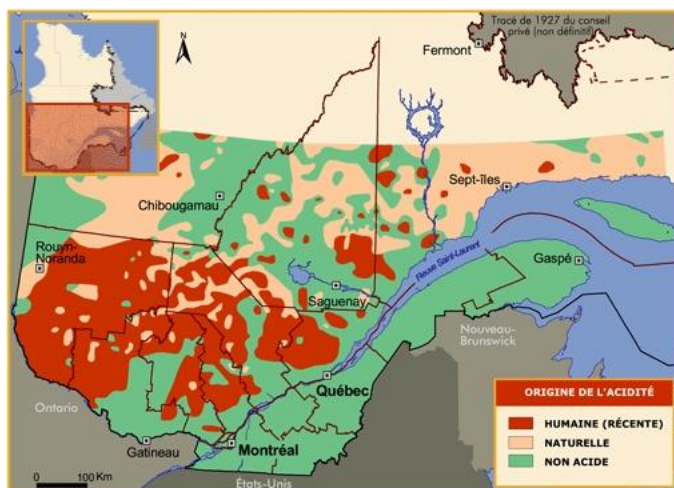 Tracé de 1927 du conseil
privé (non définitif)
Fermont
N
Sept-îles
Chibougamau
Rouyn-
Noranda
Saguenay
Fleuve Saint-Laurent
Gaspé
Nouveau-
Brunswick
Québec
Ontario
Gatineau
Montréal
États-Unis
0 100 Km
ORIGINE DE L'ACIDITÉ
HUMAINE (RÉCENTE)
NATURELLE
NON ACIDE